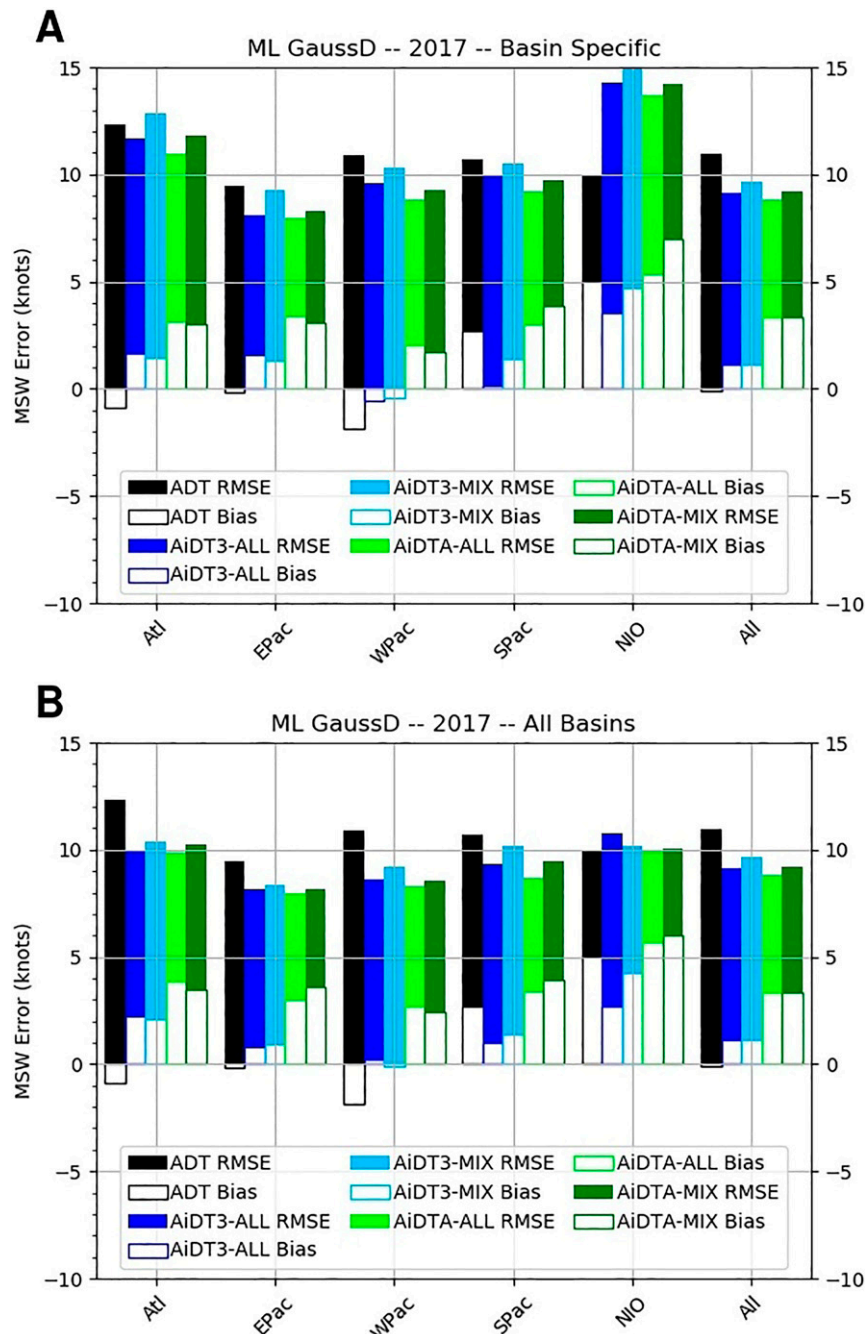 A
ML GaussD -- 2017 -- Basin Specific
15 15
10 10
5 5
0 0
−5 −5
−10 −10
MSW Error (knots)
ADT RMSE AiDT3-MIX RMSE AiDTA-ALL Bias
ADT Bias AiDT3-MIX Bias AiDTA-MIX RMSE
AiDT3-ALL RMSE AiDTA-ALL RMSE AiDTA-MIX Bias
AiDT3-ALL Bias
Atl EPac WPac SPac NIO All
B
ML GaussD -- 2017 -- All Basins
15 15
10 10
5 5
0 0
−5 −5
−10 −10
MSW Error (knots)
ADT RMSE AiDT3-MIX RMSE AiDTA-ALL Bias
ADT Bias AiDT3-MIX Bias AiDTA-MIX RMSE
AiDT3-ALL RMSE AiDTA-ALL RMSE AiDTA-MIX Bias
AiDT3-ALL Bias
Atl EPac WPac SPac NIO All